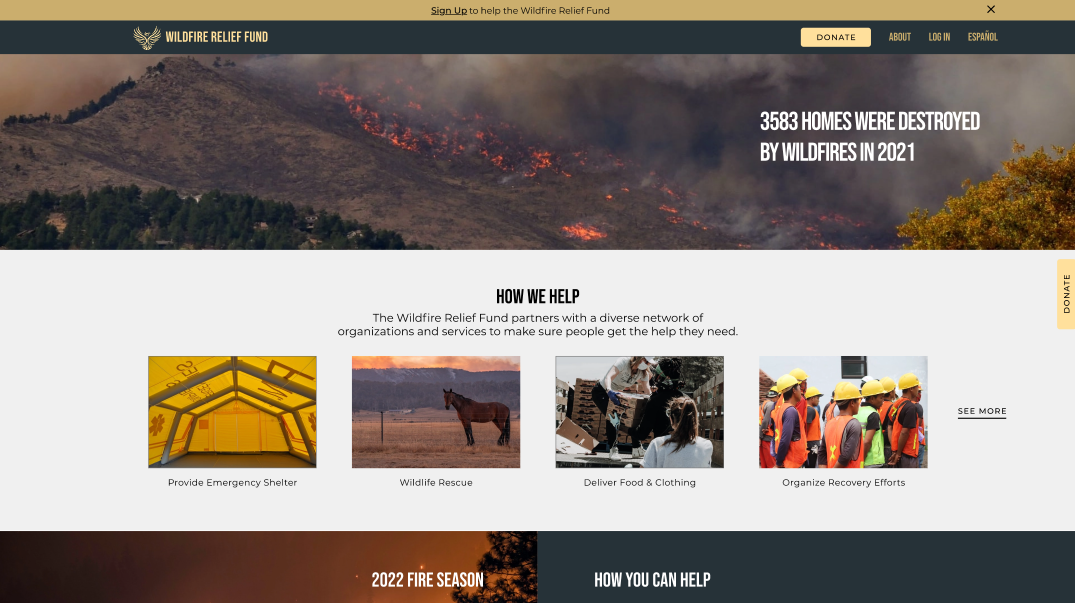 Sign Up to help the Wildfire Relief Fund
WILDFIRE RELIEF FUND
DONATE
ABOUT
LOG IN
ESPAÑOL
3583 HOMES WERE DESTROYED
BY WILDFIRES IN 2021
DONATE
HOW WE HELP
The Wildfire Relief Fund partners with a diverse network of
organizations and services to make sure people get the help they need.
SEE MORE
Provide Emergency Shelter
Wildlife Rescue
Deliver Food & Clothing
Organize Recovery Efforts
2022 FIRE SEASON
HOW YOU CAN HELP